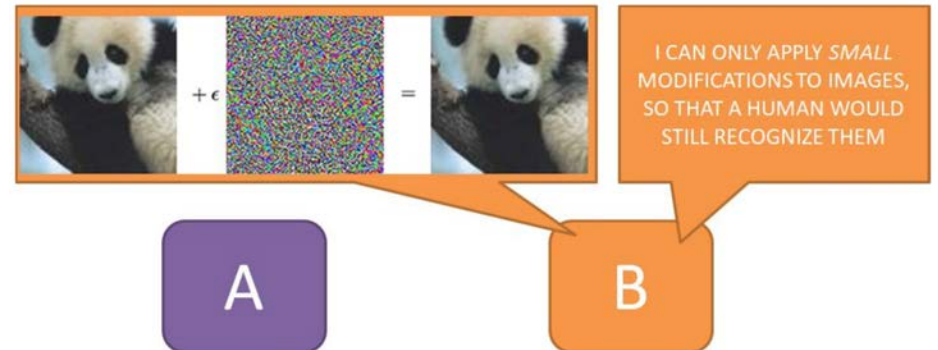 + ϵ =
I CAN ONLY APPLY SMALL
MODIFICATIONS TO IMAGES,
SO THAT A HUMAN WOULD
STILL RECOGNIZE THEM
A B